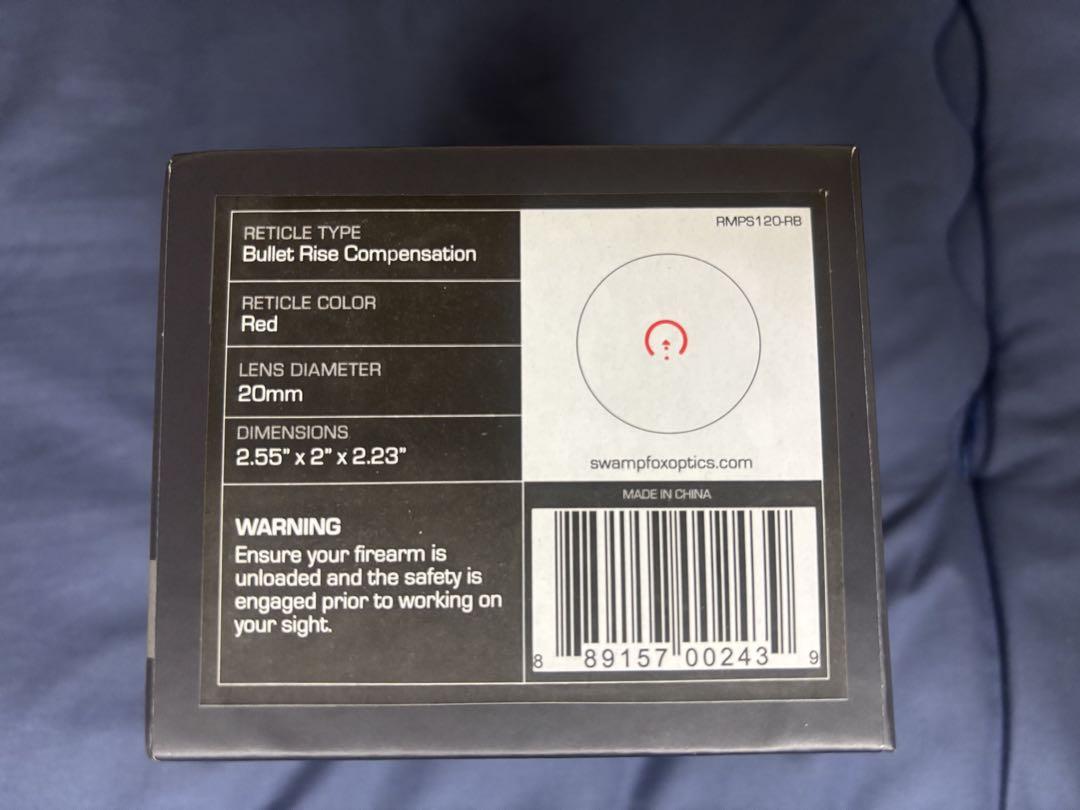 RETICLE TYPE
Bullet Rise Compensation
RETICLE COLOR
Red
LENS DIAMETER
20mm
DIMENSIONS
2.55” x 2” x 2.23”
WARNING
Ensure your firearm is
unloaded and the safety is
engaged prior to working on
your sight.
RMPS120-RB
swampfoxoptics.com
MADE IN CHINA
8 89157 00243 9